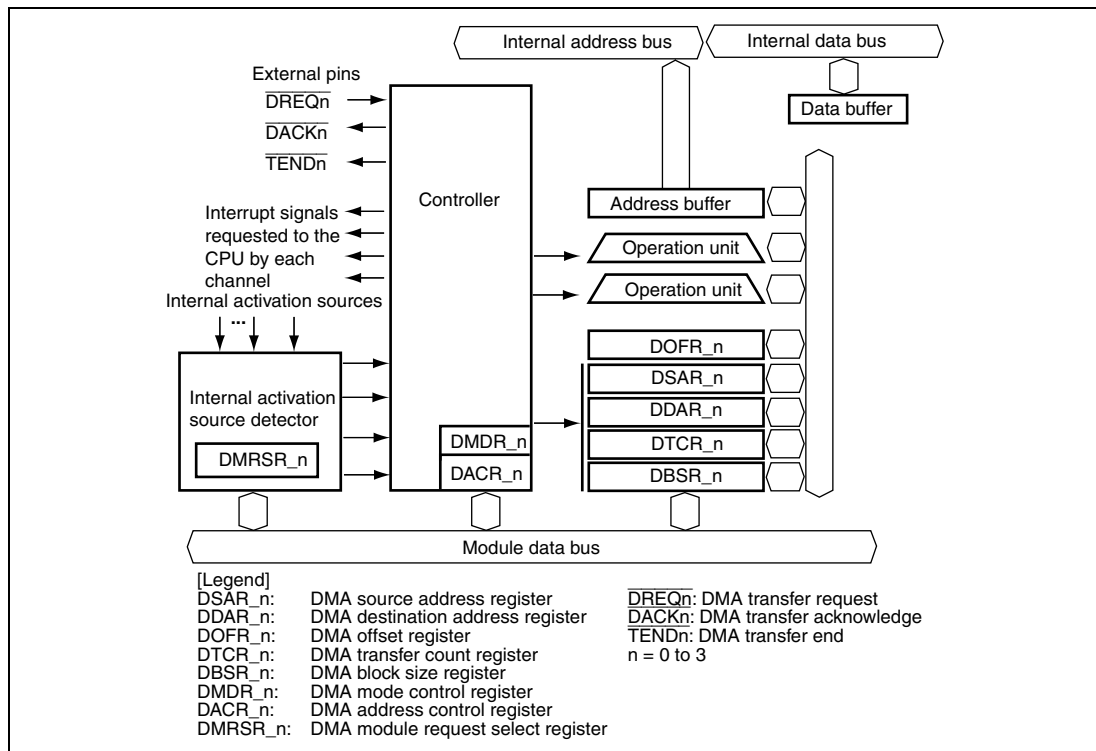 Internal address bus
Internal data bus
External pins
DREQn
DACKn
TENDn
Data buffer
Controller
Address buffer
Interrupt signals
requested to the
CPU by each
channel
Operation unit
Operation unit
Internal activation sources
...
Internal activation
source detector
DMRSR_n
DMDR_n
DACR_n
DOFR_n
DSAR_n
DDAR_n
DTCR_n
DBSR_n
Module data bus
[Legend]
DSAR_n: DMA source address register
DDAR_n: DMA destination address register
DOFR_n: DMA offset register
DTCR_n: DMA transfer count register
DBSR_n: DMA block size register
DMDR_n: DMA mode control register
DACR_n: DMA address control register
DMRSR_n: DMA module request select register
DREQn: DMA transfer request
DACKn: DMA transfer acknowledge
TENDn: DMA transfer end
n = 0 to 3